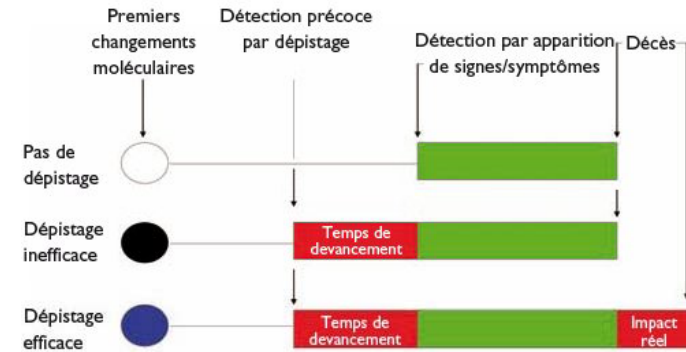 Premiers
changements
moléculaires
Détection précoce
par dépistage
Détection par apparition
de signes/symptômes
Décès
Pas de
dépistage
Dépistage
inefficace
Temps de
devancement
Dépistage
efficace
Temps de
devancement
Impact
réel